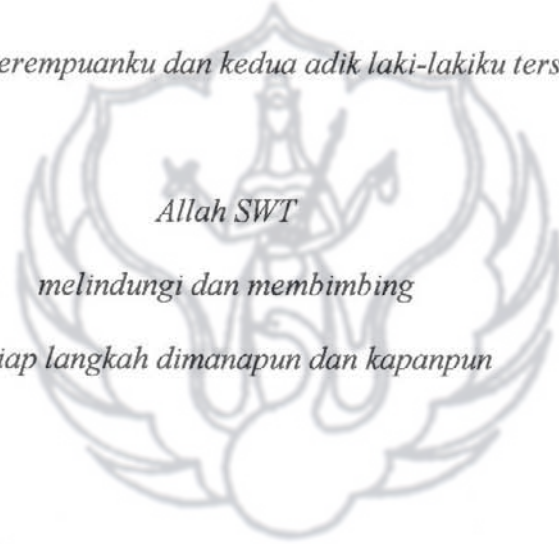 erempuanku dan kedua adik laki-lakiku ters
Allah SWT
melindungi dan membimbing
iap langkah dimanapun dan kapanpun